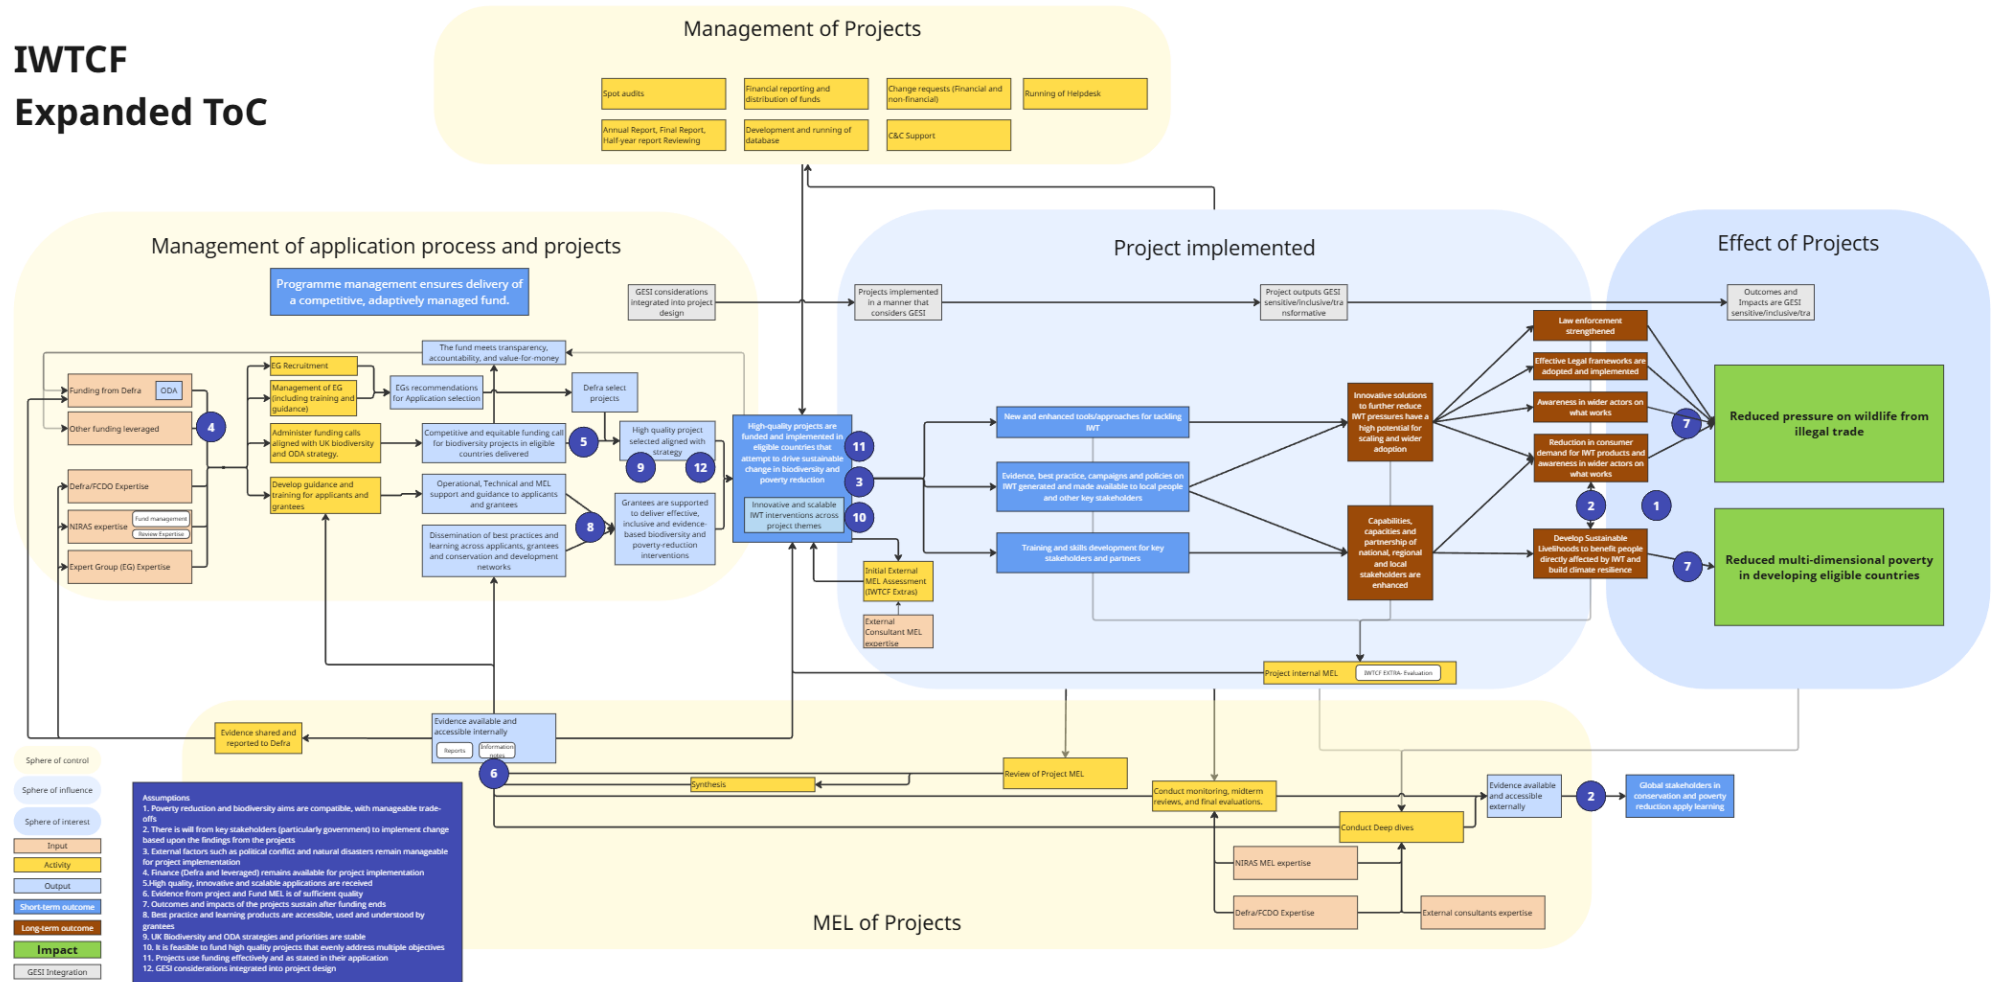 IWTCF
Expanded ToC
Management of Projects
Spot audits
Financial reporting and
distribution of funds
Change requests (Financial and
non-financial)
Running of Helpdesk
Annual Report, Final Report,
Half-year report Reviewing
Development and running of
database
C&C Support
Management of application process and projects
Programme management ensures delivery of
a competitive, adaptively managed fund.
GESI considerations
integrated into project
design
Projects implemented
in a manner that
considers GESI
Project outputs GESI
sensitive/inclusive/tra
nsformative
Outcomes and
Impacts are GESI
sensitive/inclusive/tra
Project implemented
Effect of Projects
The fund meets transparency,
accountability, and value-for-money
Funding from Defra
ODA
Other funding leveraged
Defra/FCDO Expertise
NIRAS expertise
Fund management
Review Expertise
Expert Group (EG) Expertise
4
EG Recruitment
Management of EG
(including training and
guidance)
Administer funding calls
aligned with UK biodiversity
and ODA strategy.
Develop guidance and
training for applicants and
grantees
EGs recommendations
for Application selection
Defra select
projects
Competitive and equitable funding call
for biodiversity projects in eligible
countries delivered
5
High quality project
selected aligned with
strategy
9
12
Operational, Technical and MEL
support and guidance to applicants
and grantees
Dissemination of best practices and
learning across applicants, grantees
and conservation and development
networks
8
Grantees are supported
to deliver effective,
inclusive and evidence-
based biodiversity and
poverty-reduction
interventions
High-quality projects are
funded and implemented in
eligible countries that
attempt to drive sustainable
change in biodiversity and
poverty reduction
Innovative and scalable
IWT interventions across
project themes
11
3
10
Initial External
MEL Assessment
(IWTCF Extras)
External
Consultant MEL
expertise
New and enhanced tools/approaches for tackling
IWT
Evidence, best practice, campaigns and policies on
IWT generated and made available to local people
and other key stakeholders
Training and skills development for key
stakeholders and partners
Innovative solutions
to further reduce
IWT pressures have a
high potential for
scaling and wider
adoption
Capabilities,
capacities and
partnership of
national, regional
and local
stakeholders are
enhanced
Law enforcement
strengthened
Effective Legal frameworks are
adopted and implemented
Awareness in wider actors on
what works
Reduction in consumer
demand for IWT products and
awareness in wider actors on
what works
2
1
Develop Sustainable
Livelihoods to benefit people
directly affected by IWT and
build climate resilience
7
7
Reduced pressure on wildlife from
illegal trade
Reduced multi-dimensional poverty
in developing eligible countries
Project internal MEL
IWTCF EXTRA- Evaluation
Evidence shared and
reported to Defra
Evidence available and
accessible internally
Reports
Information
notes
6
Synthesis
Review of Project MEL
Conduct monitoring, midterm
reviews, and final evaluations.
Conduct Deep dives
Evidence available
and accessible
externally
2
Global stakeholders in
conservation and poverty
reduction apply learning
NIRAS MEL expertise
Defra/FCDO Expertise
External consultants expertise
MEL of Projects
Sphere of control
Sphere of influence
Sphere of interest
Input
Activity
Output
Short-term outcome
Long-term outcome
Impact
GESI Integration
Assumptions
1. Poverty reduction and biodiversity aims are compatible, with manageable trade-
offs
2. There is will from key stakeholders (particularly government) to implement change
based upon the findings from the projects
3. External factors such as political conflict and natural disasters remain manageable
for project implementation
4. Finance (Defra and leveraged) remains available for project implementation
5.High quality, innovative and scalable applications are received
6. Evidence from project and Fund MEL is of sufficient quality
7. Outcomes and impacts of the projects sustain after funding ends
8. Best practice and learning products are accessible, used and understood by
grantees
9. UK Biodiversity and ODA strategies and priorities are stable
10. It is feasible to fund high quality projects that evenly address multiple objectives
11. Projects use funding effectively and as stated in their application
12. GESI considerations integrated into project design